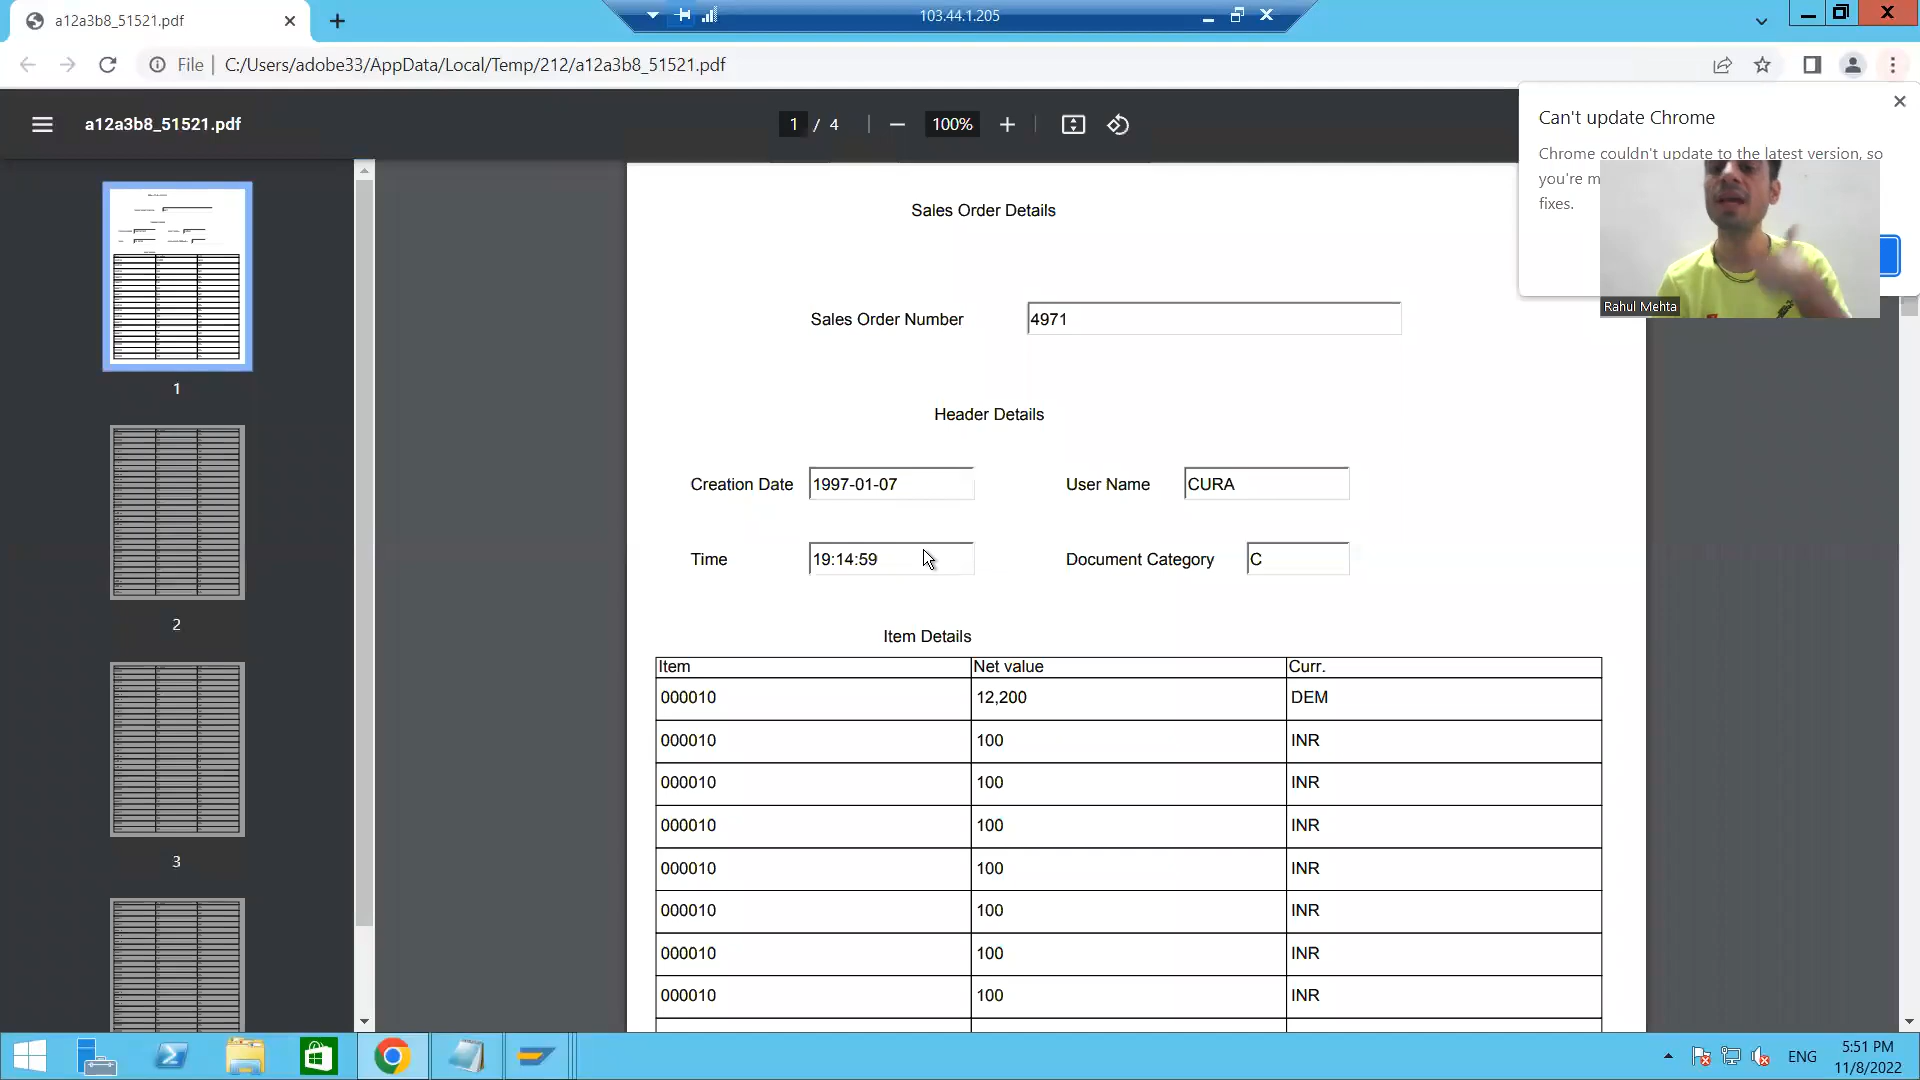 a12a3b8_51521.pdf
103.44.1.205
File
C:/Users/adobe33/AppData/Local/Temp/212/a12a3b8_51521.pdf
a12a3b8_51521.pdf
1 / 4
100%
Can't update Chrome
Chrome couldn't update to the latest version, so
you're m
fixes.
Rahul Mehta
1
2
3
Sales Order Details
Sales Order Number 4971
Header Details
Creation Date 1997-01-07 User Name CURA
Time 19:14:59 Document Category C
Item Details
Item Net value Curr.
000010 12,200 DEM
000010 100 INR
000010 100 INR
000010 100 INR
000010 100 INR
000010 100 INR
000010 100 INR
000010 100 INR
ENG
5:51 PM
11/8/2022